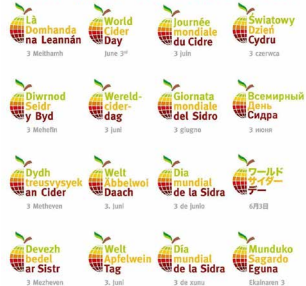 Là
Domhanda
na Leannán
3 Meitheamh
World
Cider
Day
June 3rd
Journée
mondiale
du Cidre
3 juin
Światowy
Dzień
Cydru
3 czerwca
Diwrnod
Seidr
y Byd
3 Mehefin
Wereld-
cider-
dag
3 juni
Giornata
mondiale
del Sidro
3 giugno
Всемирный
День
Сидра
3 июня
Dydh
treusvysyek
an Cider
3 Metheven
Welt
Äbbelwoi
Daach
3. Juni
Día
mundial
de la Sidra
3 de junio
ワールド
サイダー
デー
6月3日
Devezh
bedel
ar Sistr
3 Mezheven
Welt
Apfelwein
Tag
3. Juni
Día
mundial
de la Sidra
3 de xunu
Munduko
Sagardo
Eguna
Ekainaren 3